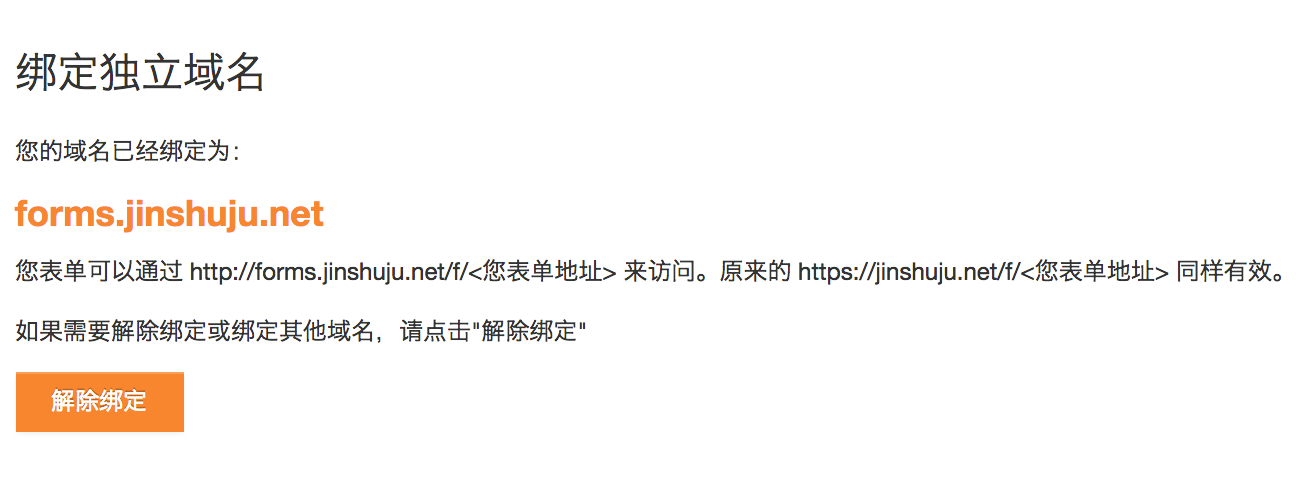 绑定独立域名
您的域名已经绑定为：
forms.jinshuju.net
您表单可以通过 http://forms.jinshuju.net/f/<您表单地址> 来访问。原来的 https://jinshuju.net/f/<您表单地址> 同样有效。
如果需要解除绑定或绑定其他域名，请点击"解除绑定"
解除绑定